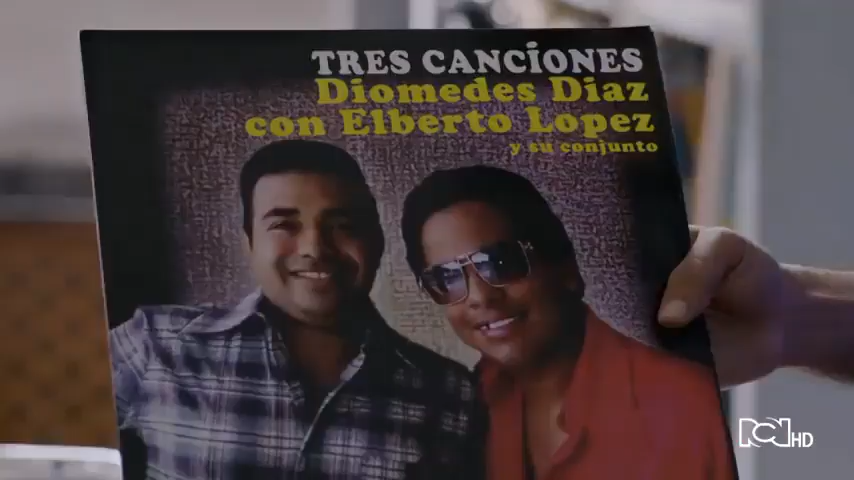 TRES CANCIONES
Diomedes Diaz
con Elberto Lopez
y su conjunto
RCN HD